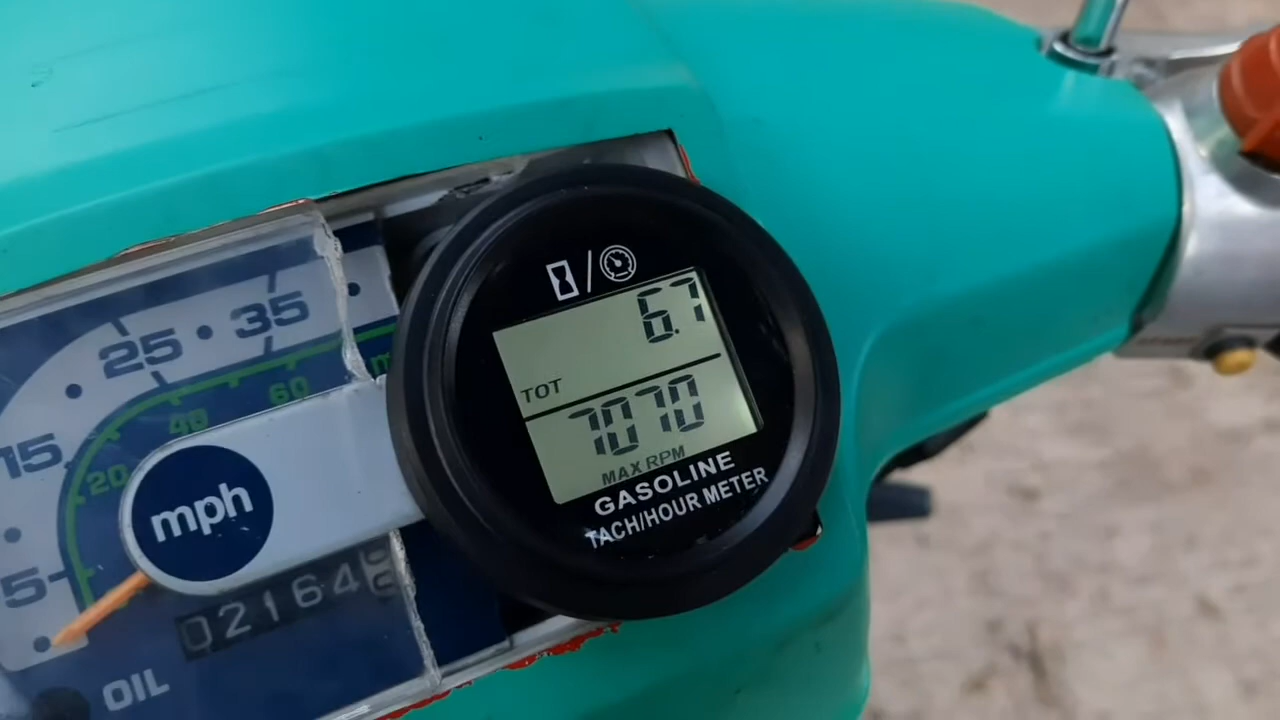 25 • 35
15
5
20
40
60
mph
02164
OIL
6.7
TOT
7070
MAX RPM
GASOLINE
TACH/HOUR METER